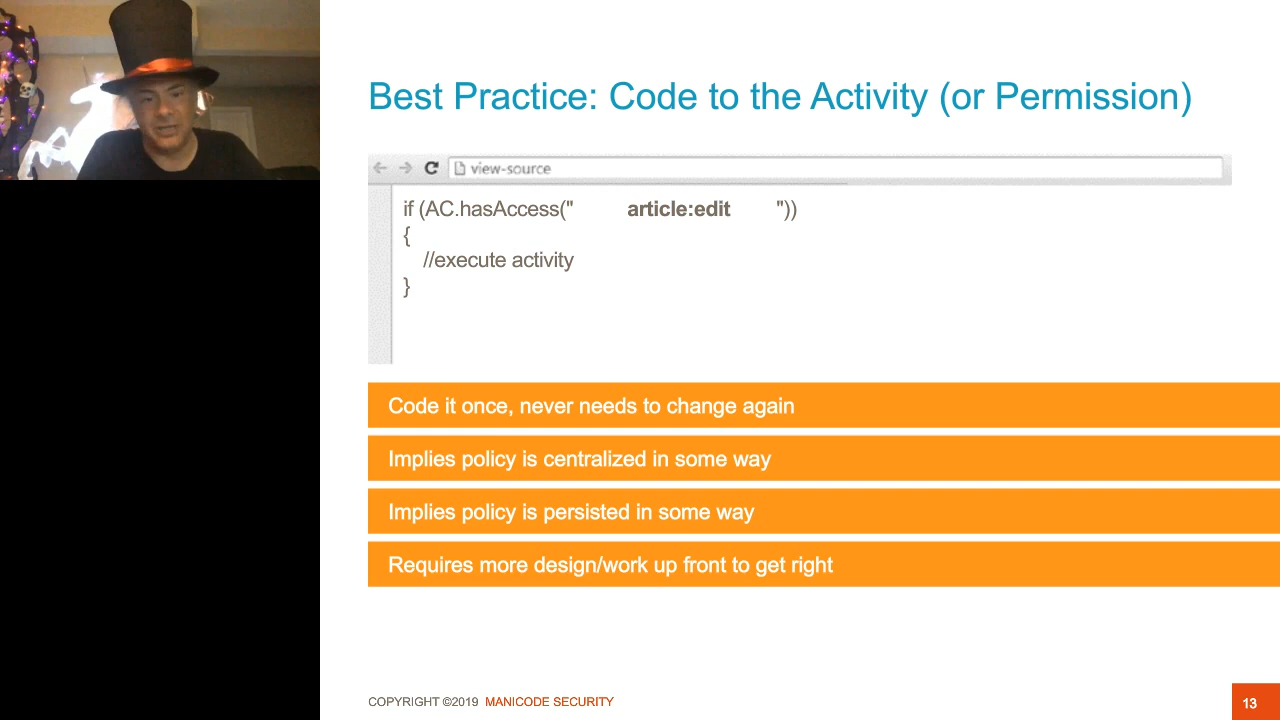 Best Practice: Code to the Activity (or Permission)
view-source
if (AC.hasAccess(" article:edit "))
{
//execute activity
}
Code it once, never needs to change again
Implies policy is centralized in some way
Implies policy is persisted in some way
Requires more design/work up front to get right
COPYRIGHT ©2019 MANICODE SECURITY
13